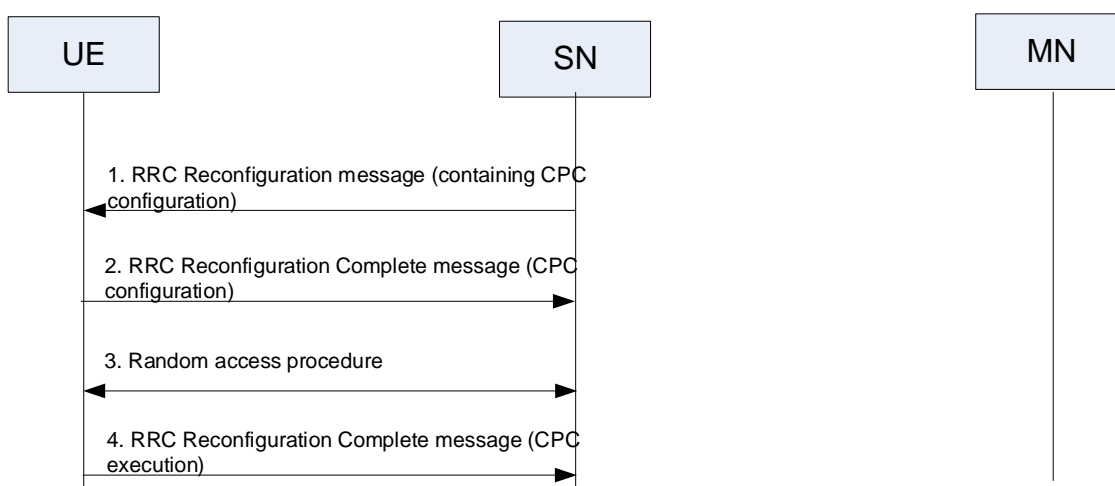 UE
SN
MN
1. RRC Reconfiguration message (containing CPC
configuration)
2. RRC Reconfiguration Complete message (CPC
configuration)
3. Random access procedure
4. RRC Reconfiguration Complete message (CPC
execution)